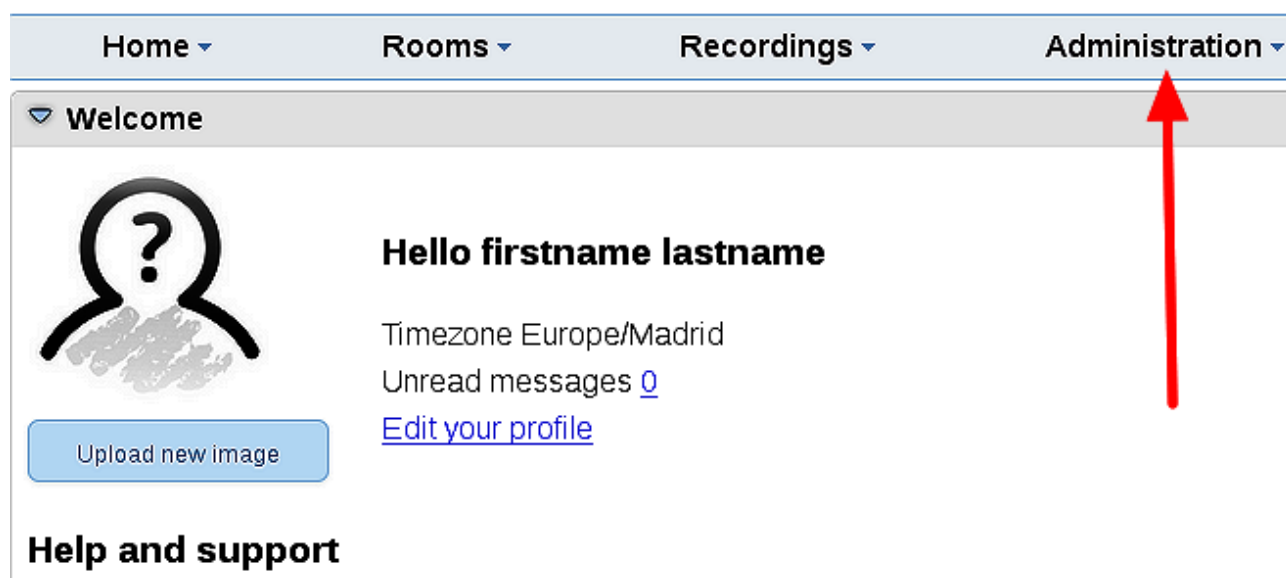 Home Rooms Recordings Administration
Welcome
?
Hello firstname lastname
Timezone Europe/Madrid
Unread messages 0
Edit your profile
Upload new image
Help and support